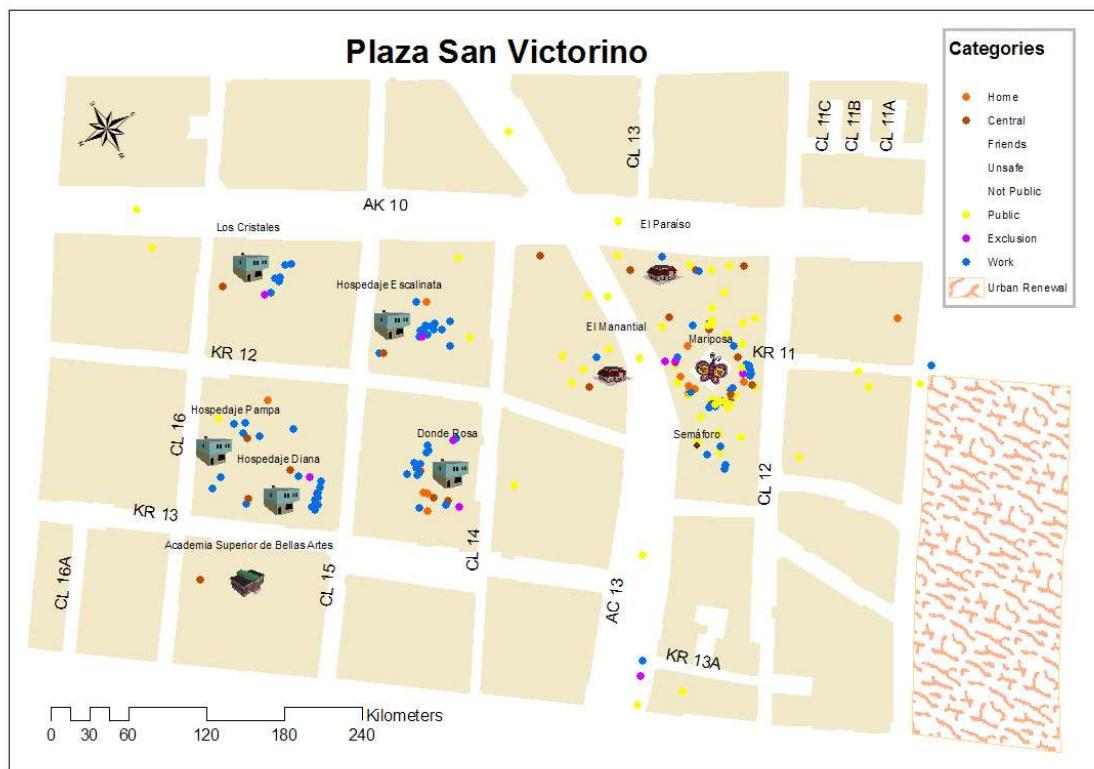 Plaza San Victorino
Categories
Home
Central
Friends
Unsafe
Not Public
Public
Exclusion
Work
Urban Renewal
CL 13
CL 11C
CL 11B
CL 11A
AK 10
Los Cristales
El Paraíso
Hospedaje Escalinata
El Manantial
Mariposa
KR 12
KR 11
Hospedaje Pampa
CL 16
Donde Rosa
Semáforo
Hospedaje Diana
CL 12
KR 13
CL 14
Academia Superior de Bellas Artes
CL 16A
CL 15
AC 13
KR 13A
Kilometers
0 30 60 120 180 240